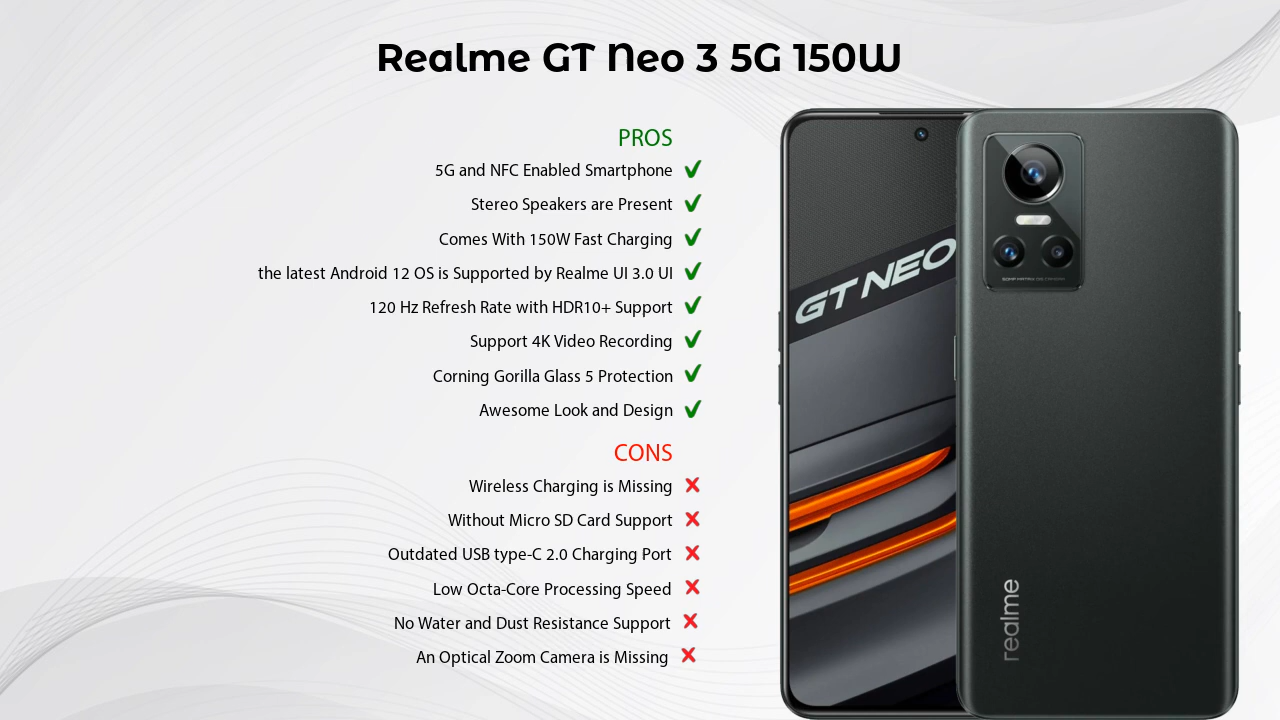 Realme GT Neo 3 5G 150W
PROS
5G and NFC Enabled Smartphone
Stereo Speakers are Present
Comes With 150W Fast Charging
the latest Android 12 OS is Supported by Realme UI 3.0 UI
120 Hz Refresh Rate with HDR10+ Support
Support 4K Video Recording
Corning Gorilla Glass 5 Protection
Awesome Look and Design
CONS
Wireless Charging is Missing
Without Micro SD Card Support
Outdated USB type-C 2.0 Charging Port
Low Octa-Core Processing Speed
No Water and Dust Resistance Support
An Optical Zoom Camera is Missing
GT NEO
realme